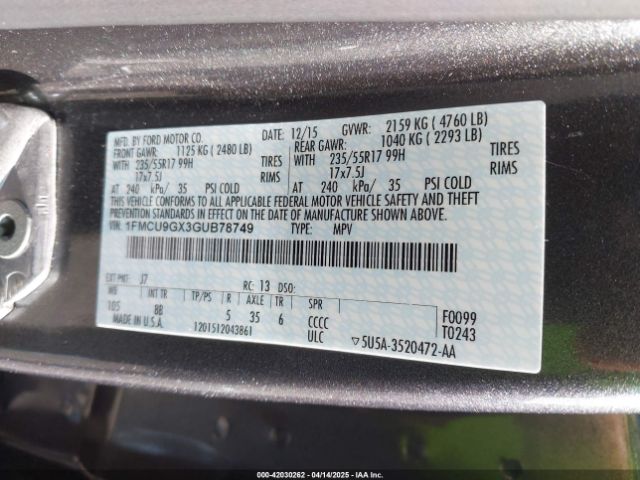 MFD. BY FORD MOTOR CO. DATE: 12/15 GVWR: 2159 KG ( 4760 LB)
FRONT GAWR: 1125 KG ( 2480 LB) REAR GAWR: 1040 KG ( 2293 LB)
WITH 235/55R17 99H TIRES WITH 235/55R17 99H TIRES
17x7.5J RIMS 17x7.5J RIMS
AT 240 kPa/ 35 PSI COLD AT 240 kPa/ 35 PSI COLD
THIS VEHICLE CONFORMS TO ALL APPLICABLE FEDERAL MOTOR VEHICLE SAFETY AND
THEFT PREVENTION STANDARDS IN EFFECT ON THE DATE OF MANUFACTURE SHOWN ABOVE.
VIN: 1FMCU9GX3GUB78749 TYPE: MPV
EXT PNT: J7 RC: 13 DSO:
WB INT TR TP/PS R AXLE TR SPR
105 8B 5 35 6 CCCC F0099
MADE IN U.S.A. 1201512043861 ULC T0243
▽5U5A-3520472-AA
000-42030262 04/14/2025 IAAI.COM